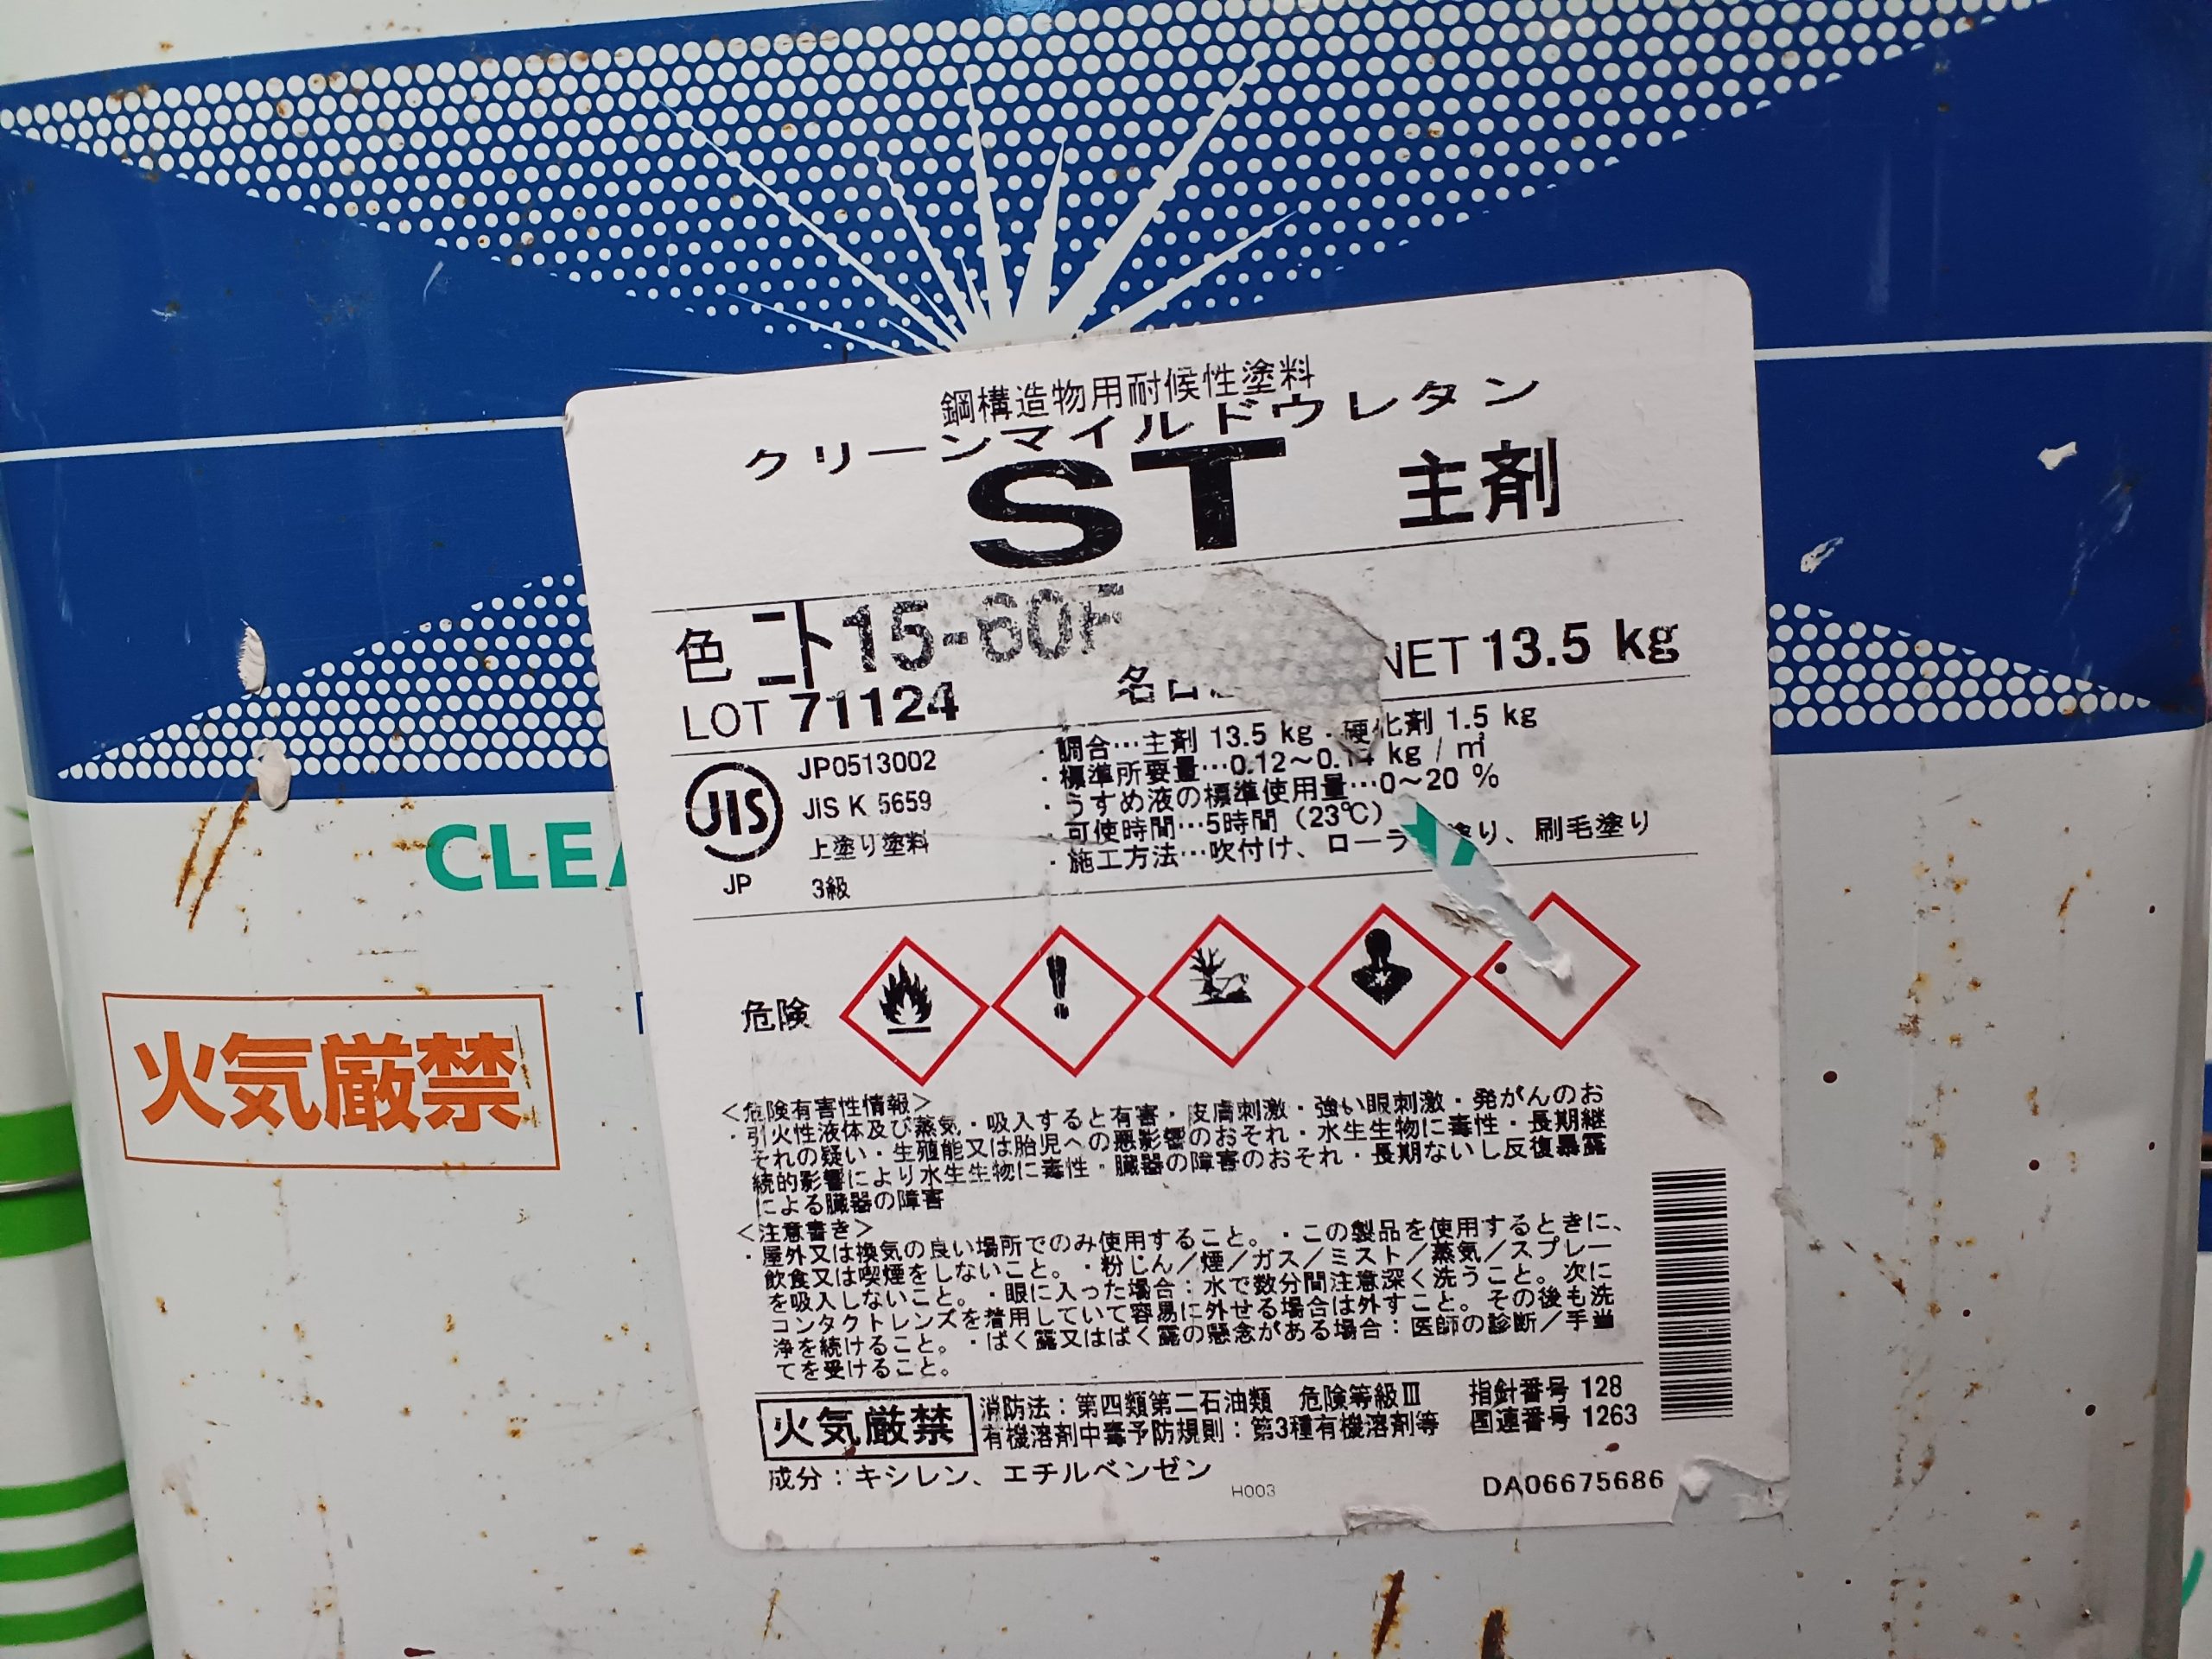 鋼構造物用耐候性塗料
クリーンマイルドウレタン
ST 主剤
色 ニト 15-60F NET 13.5 kg
LOT 71124 名古
JIS
JP
JP0513002
JIS K 5659
上塗り塗料
3級
・調合…主剤 13.5 kg・硬化剤 1.5 kg
・標準所要量…0.12～0.14 kg / ㎡
・うすめ液の標準使用量…0～20 %
・可使時間…5時間 (23℃)
・施工方法…吹付け、ローラ 塗り、刷毛塗り
CLEA
火気厳禁
危険
＜危険有害性情報＞
・引火性液体及び蒸気・吸入すると有害・皮膚刺激・強い眼刺激・発がんのお
それの疑い・生殖能又は胎児への悪影響のおそれ・水生生物に毒性・長期継
続的影響により水生生物に毒性・臓器の障害のおそれ・長期ないし反復暴露
による臓器の障害
＜注意書き＞
・屋外又は換気の良い場所でのみ使用すること。・この製品を使用するときに、
飲食又は喫煙をしないこと。・粉じん／煙／ガス／ミスト／蒸気／スプレー
を吸入しないこと。・眼に入った場合：水で数分間注意深く洗うこと。次に
コンタクトレンズを着用していて容易に外せる場合は外すこと。その後も洗
浄を続けること。・ばく露又はばく露の懸念がある場合：医師の診断／手当
てを受けること。
火気厳禁
消防法：第四類第二石油類 危険等級Ⅲ 指針番号 128
有機溶剤中毒予防規則：第3種有機溶剤等 国連番号 1263
成分：キシレン、エチルベンゼン
H003
DA06675686